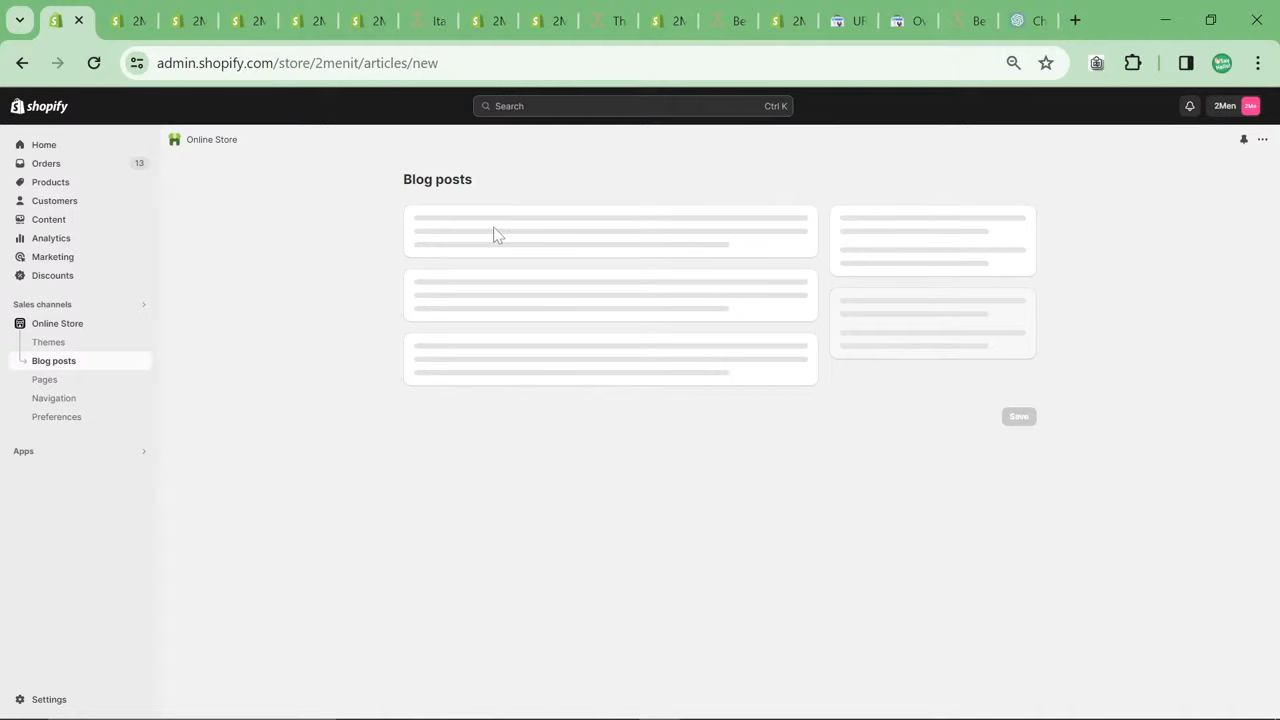 2M
2M
2M
2M
2M
Ita
2M
2M
Th
2M
Be
2M
UF
Ov
Be
Ch
admin.shopify.com/store/2menit/articles/new
shopify
Search
Ctrl K
2Men
2Me
Home
Orders
13
Products
Customers
Content
Analytics
Marketing
Discounts
Sales channels
Online Store
Themes
Blog posts
Pages
Navigation
Preferences
Apps
Settings
Online Store
Blog posts
Save